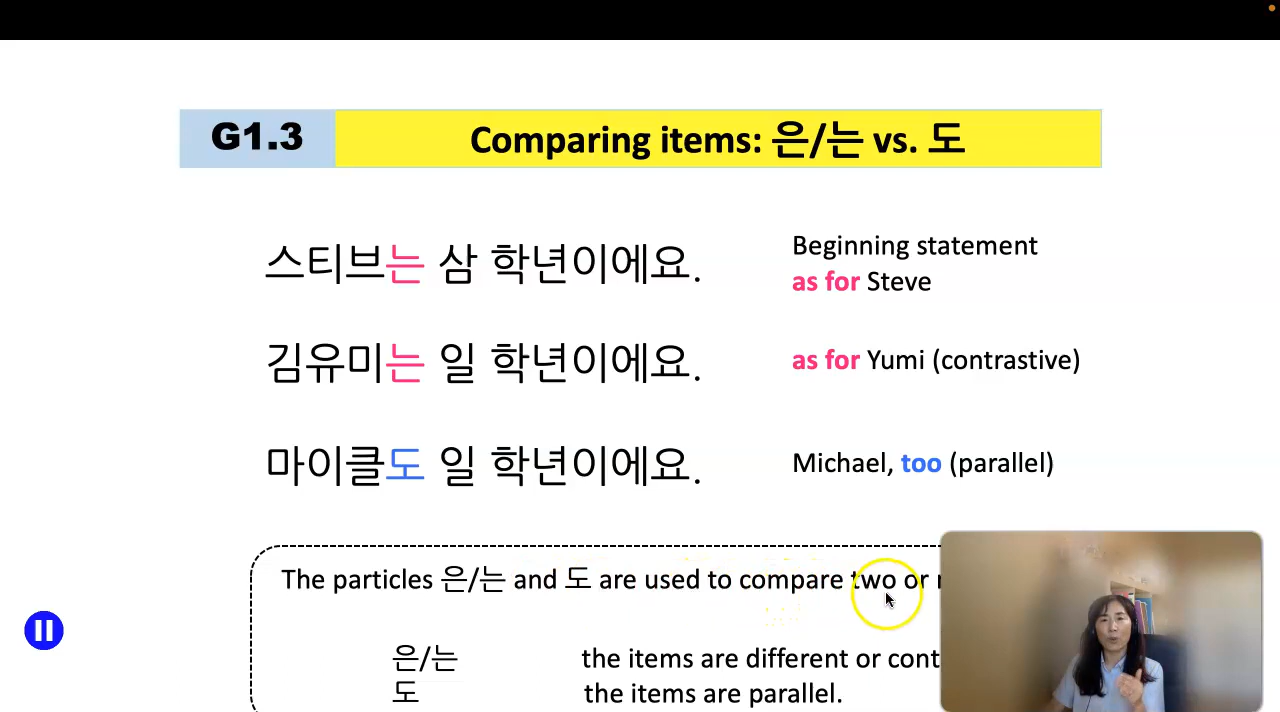 G1.3 Comparing items: 은/는 vs. 도
스티브는 삼 학년이에요.
Beginning statement
as for Steve
김유미는 일 학년이에요.
as for Yumi (contrastive)
마이클도 일 학년이에요.
Michael, too (parallel)
The particles 은/는 and 도 are used to compare two or
은/는 the items are different or
도 the items are parallel.